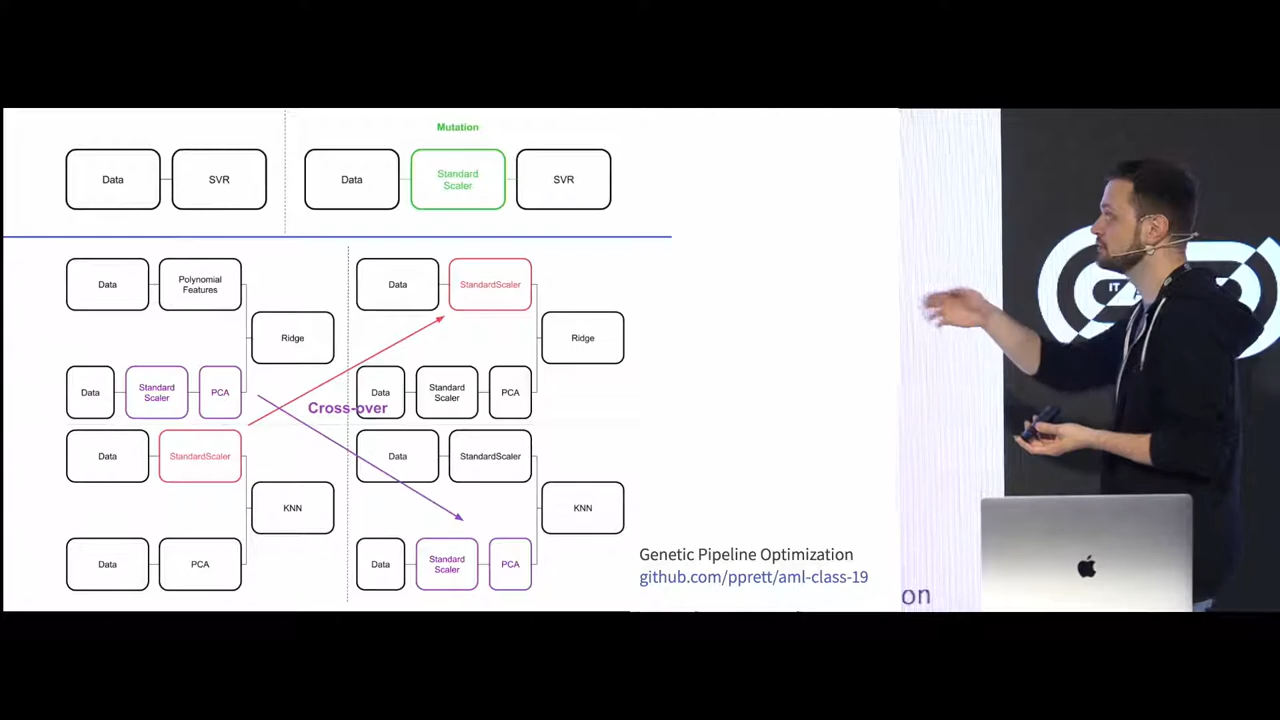 Mutation
Data
SVR
Data
Standard
Scaler
SVR
Data
Polynomial
Features
Ridge
Data
Standard
Scaler
PCA
Data
StandardScaler
Ridge
Data
Standard
Scaler
PCA
Cross-over
Data
StandardScaler
KNN
Data
PCA
Data
StandardScaler
KNN
Data
Standard
Scaler
PCA
Genetic Pipeline Optimization
github.com/pprett/aml-class-19
on
IT